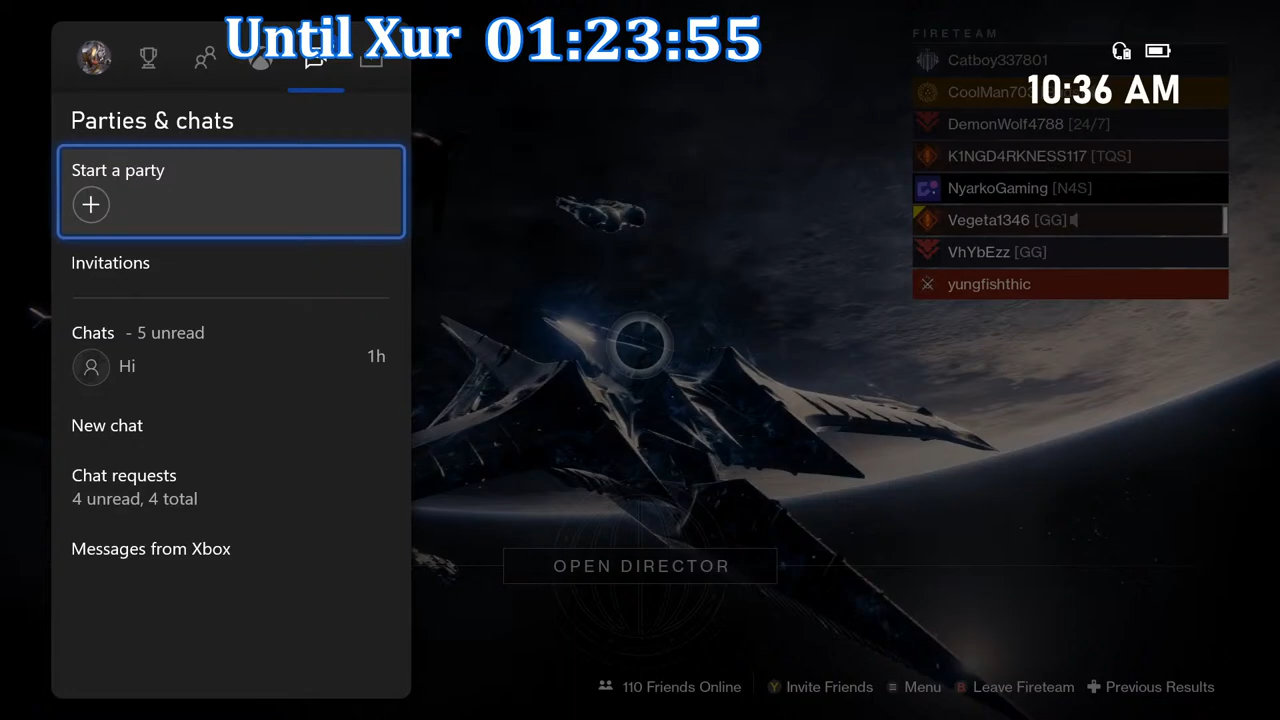 Until Xur 01:23:55
10:36 AM
Parties & chats
Start a party
Invitations
Chats - 5 unread
Hi
1h
New chat
Chat requests
4 unread, 4 total
Messages from Xbox
FIRETEAM
Catboy337801
CoolMan703
DemonWolf4788 [24/7]
K1NGD4RKNESS117 [TQS]
NyarkoGaming [N4S]
Vegeta1346 [GG]
VhYbEzz [GG]
yungfishthic
OPEN DIRECTOR
110 Friends Online
Y Invite Friends
Menu
B Leave Fireteam
Previous Results